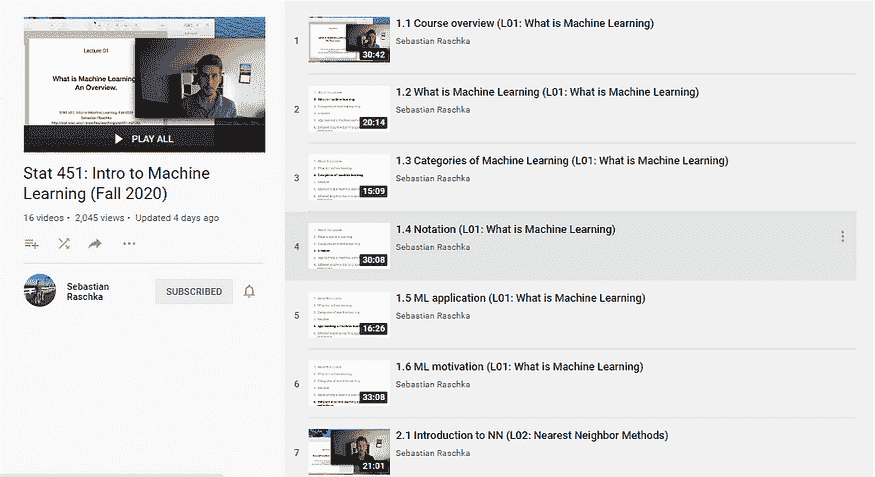 Lecture 01
What is Machine Learning
An Overview.
STAT 451: Intro to Machine Learning, Fall 2020
Sebastian Raschka
PLAY ALL
Stat 451: Intro to Machine
Learning (Fall 2020)
16 videos • 2,045 views • Updated 4 days ago
Sebastian
Raschka
SUBSCRIBED
1
30:42
1.1 Course overview (L01: What is Machine Learning)
Sebastian Raschka
2
20:14
1.2 What is Machine Learning (L01: What is Machine Learning)
Sebastian Raschka
3
15:09
1.3 Categories of Machine Learning (L01: What is Machine Learning)
Sebastian Raschka
4
30:08
1.4 Notation (L01: What is Machine Learning)
Sebastian Raschka
5
16:26
1.5 ML application (L01: What is Machine Learning)
Sebastian Raschka
6
33:08
1.6 ML motivation (L01: What is Machine Learning)
Sebastian Raschka
7
21:01
2.1 Introduction to NN (L02: Nearest Neighbor Methods)
Sebastian Raschka